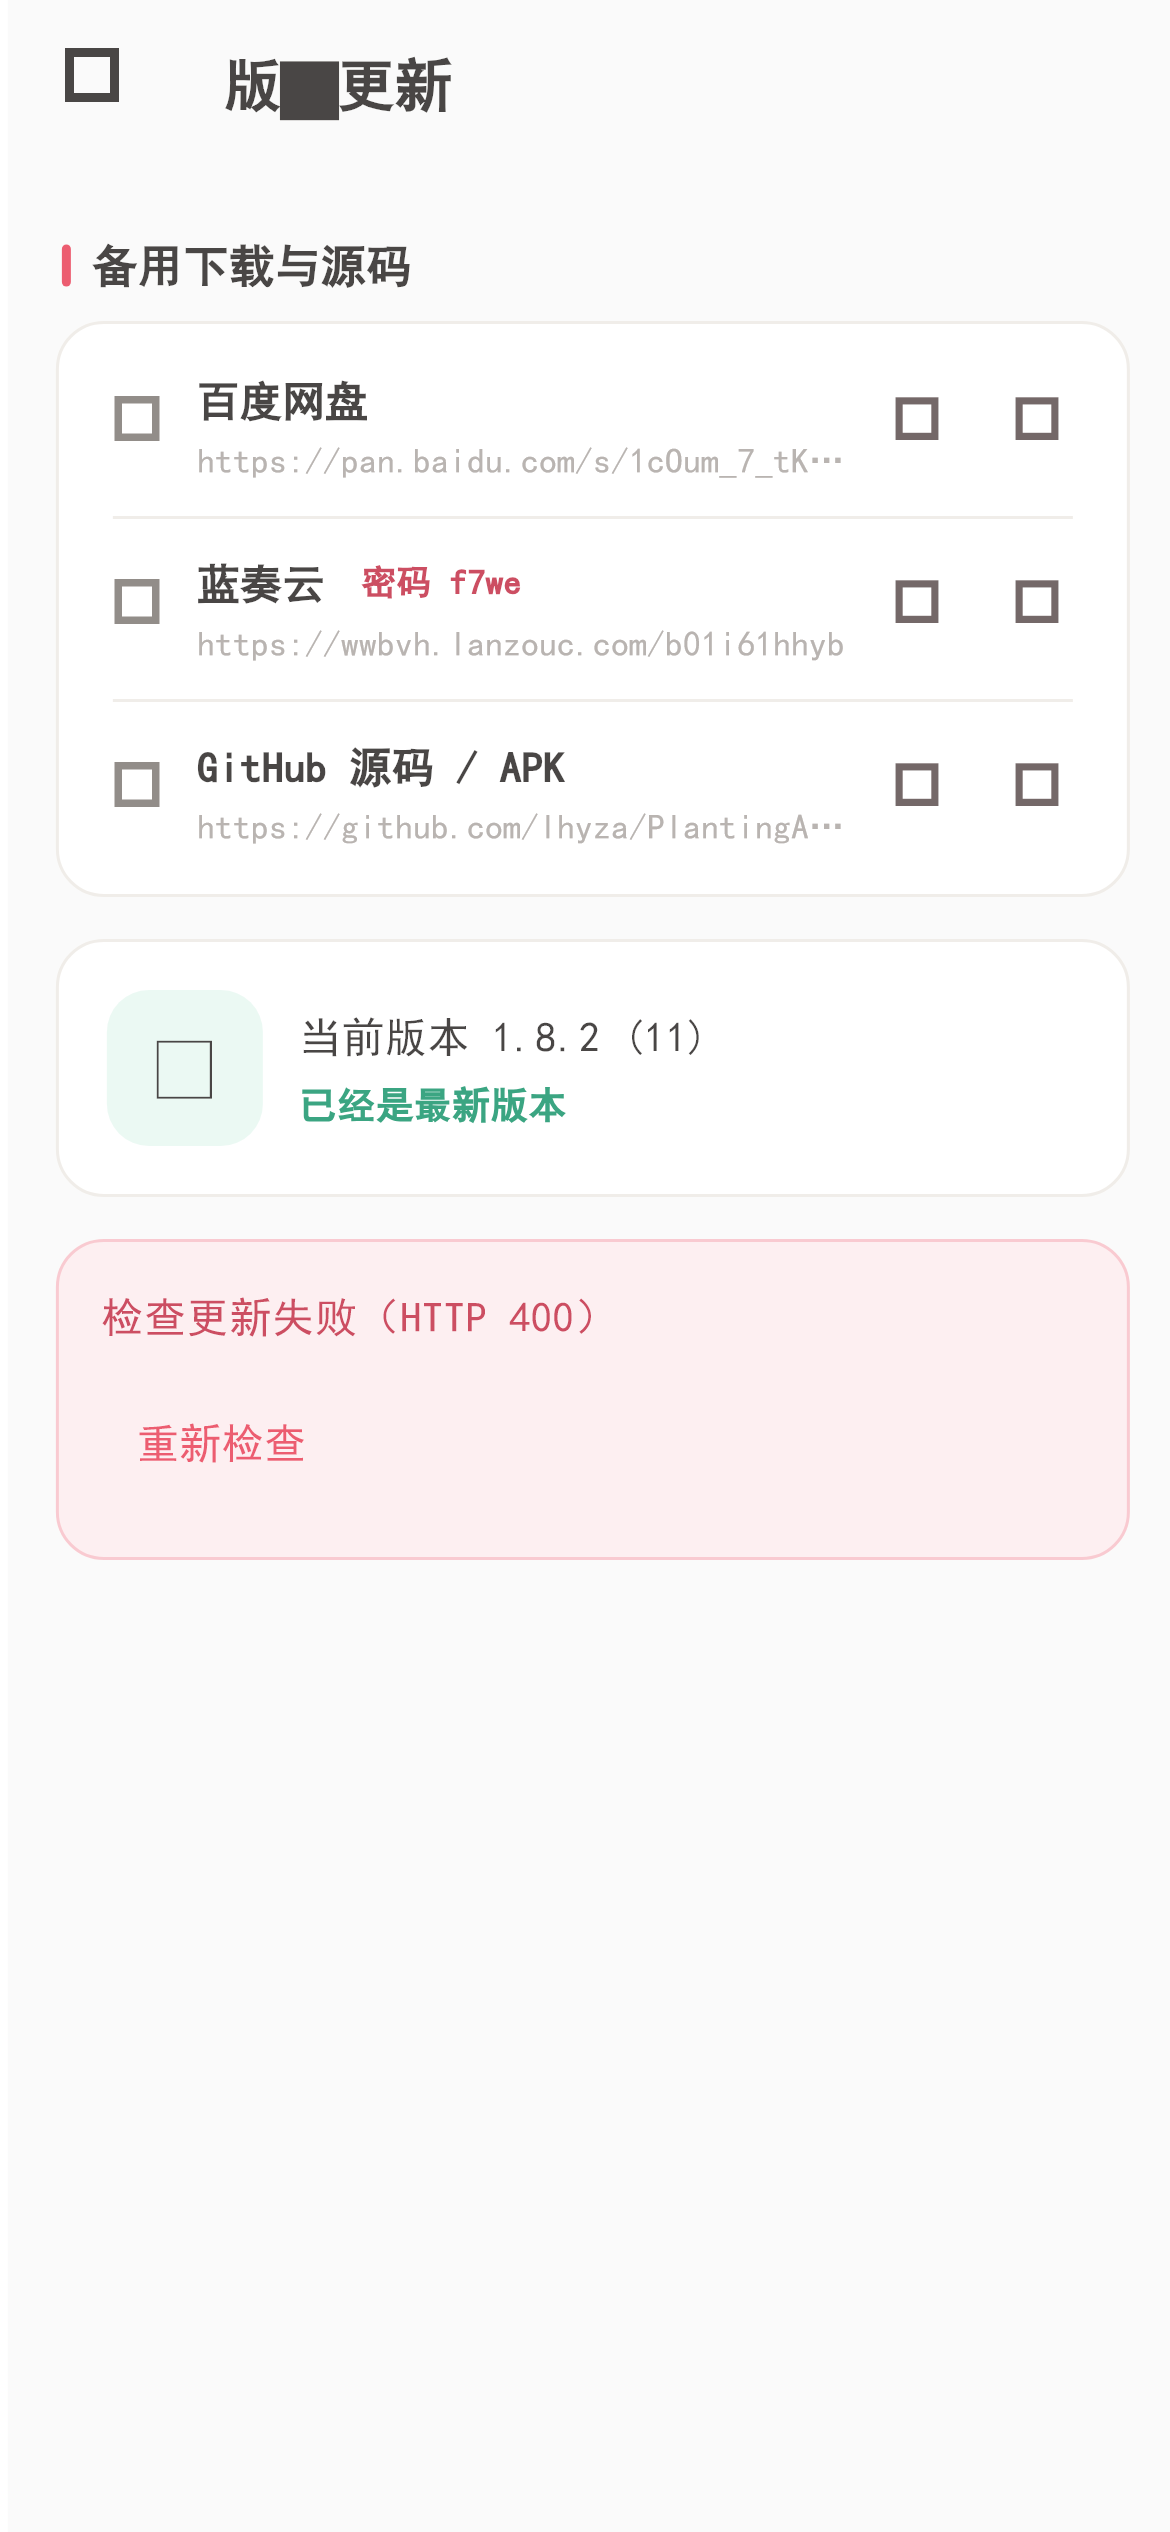 版 更新
备用下载与源码
百度网盘
https://pan.baidu.com/s/1c0um_7_tK…
蓝奏云 密码 f7we
https://wwbvh.lanzouc.com/b01i61hhyb
GitHub 源码 / APK
https://github.com/lhyza/PlantingA…
当前版本 1.8.2 (11)
已经是最新版本
检查更新失败（HTTP 400）
重新检查